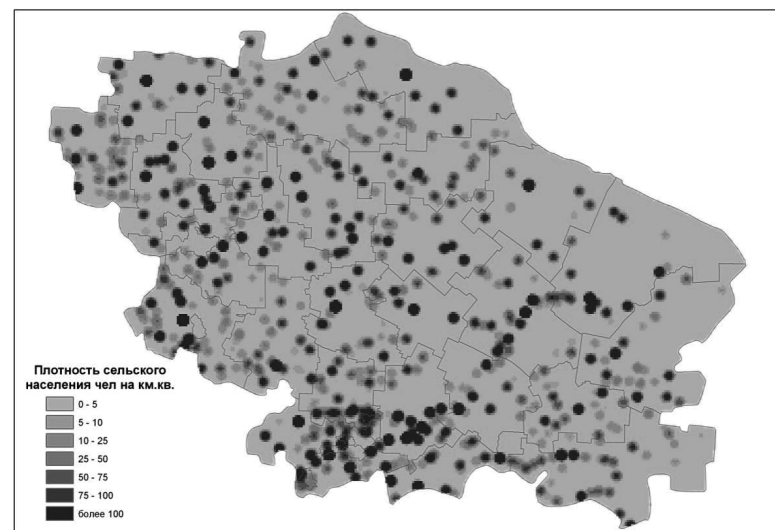 Плотность сельского
населения чел на км.кв.
0 - 5
5 - 10
10 - 25
25 - 50
50 - 75
75 - 100
более 100